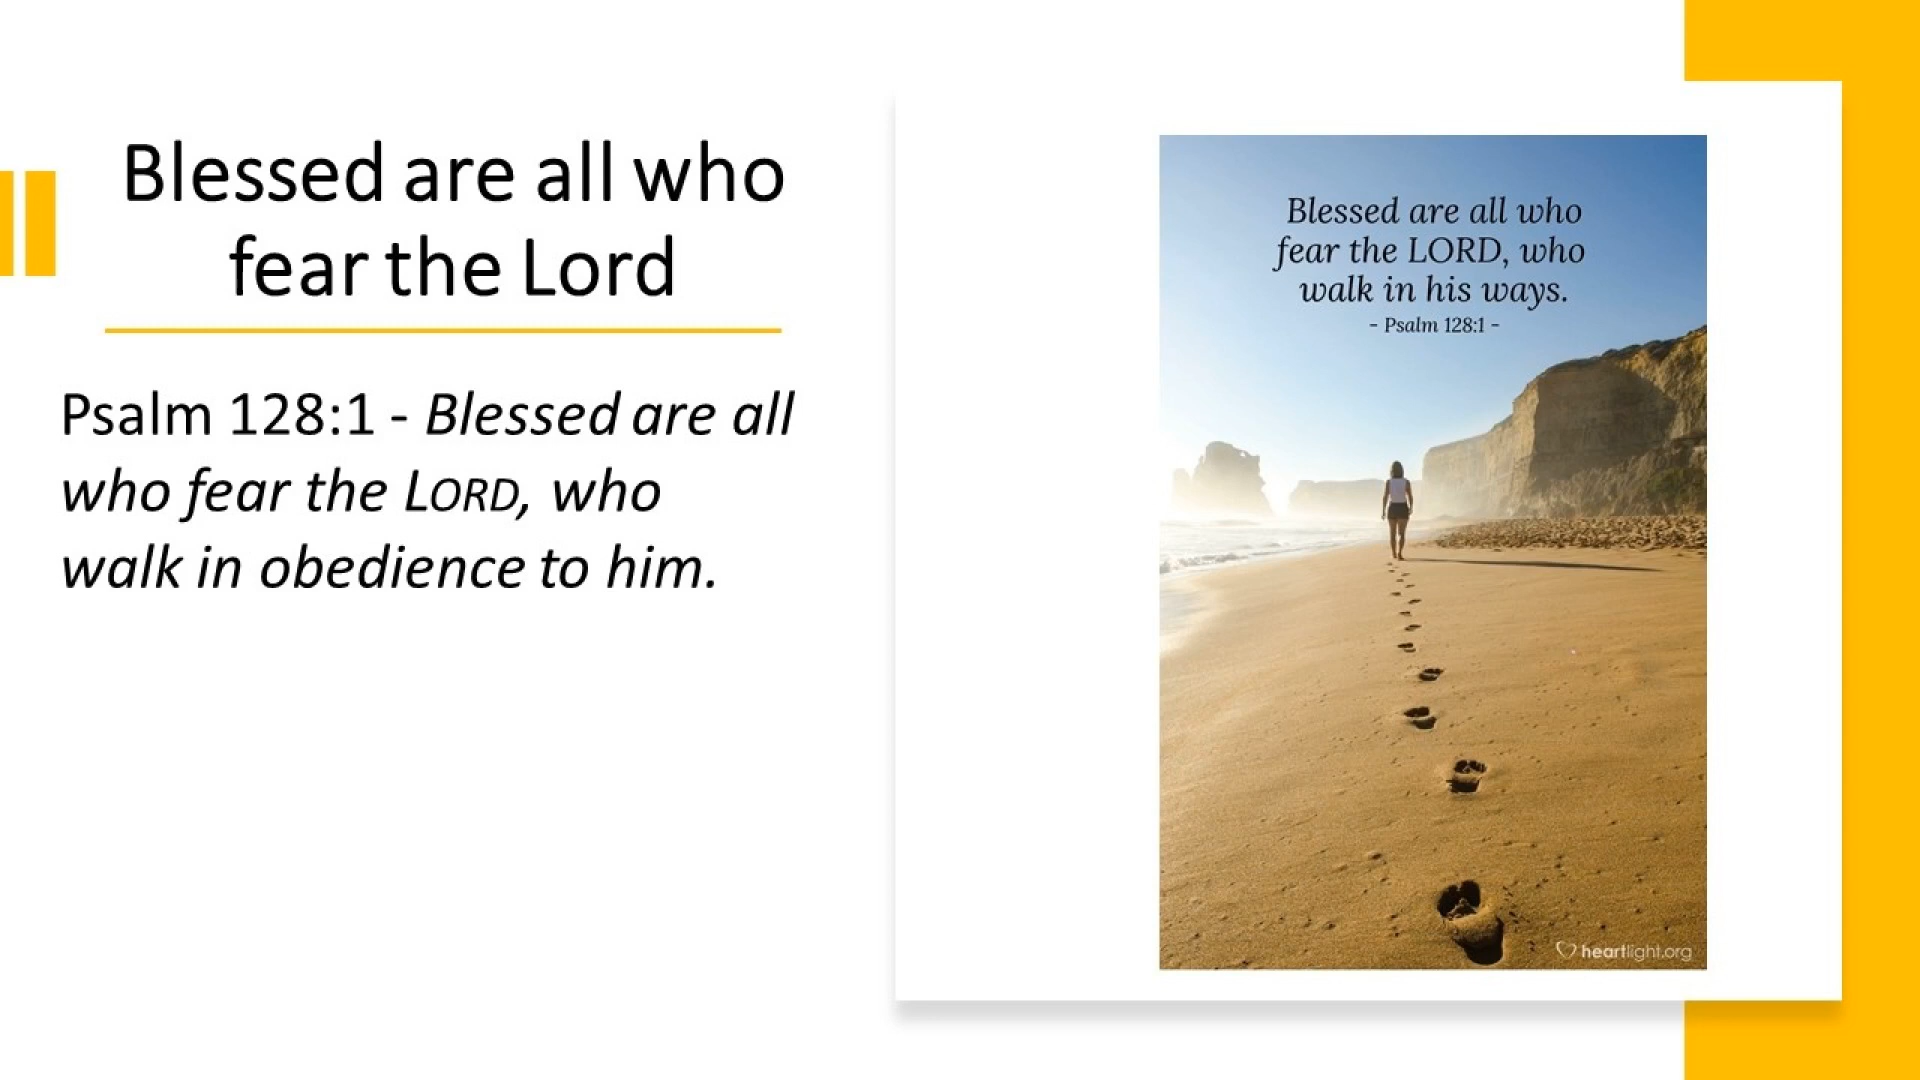 Blessed are all who
fear the Lord
Psalm 128:1 - Blessed are all
who fear the LORD, who
walk in obedience to him.
Blessed are all who
fear the LORD, who
walk in his ways.
- Psalm 128:1 -
heartlight.org